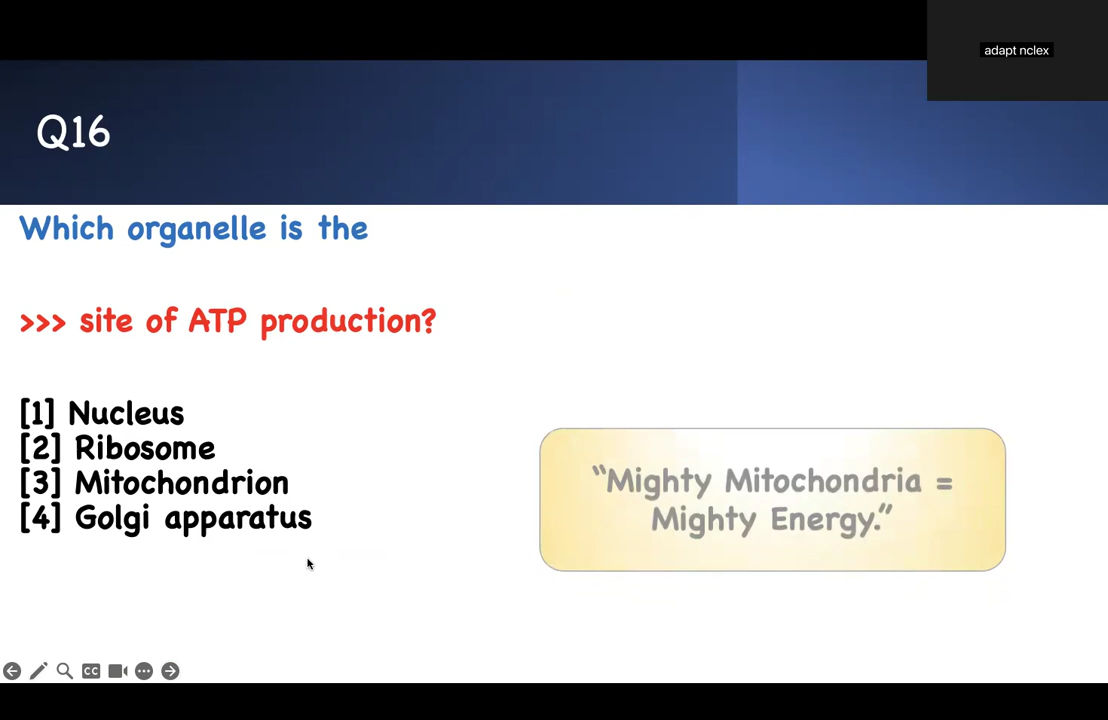 adapt nclex
Q16
Which organelle is the
>>> site of ATP production?
[1] Nucleus
[2] Ribosome
[3] Mitochondrion
[4] Golgi apparatus
“Mighty Mitochondria =
Mighty Energy.”
CC